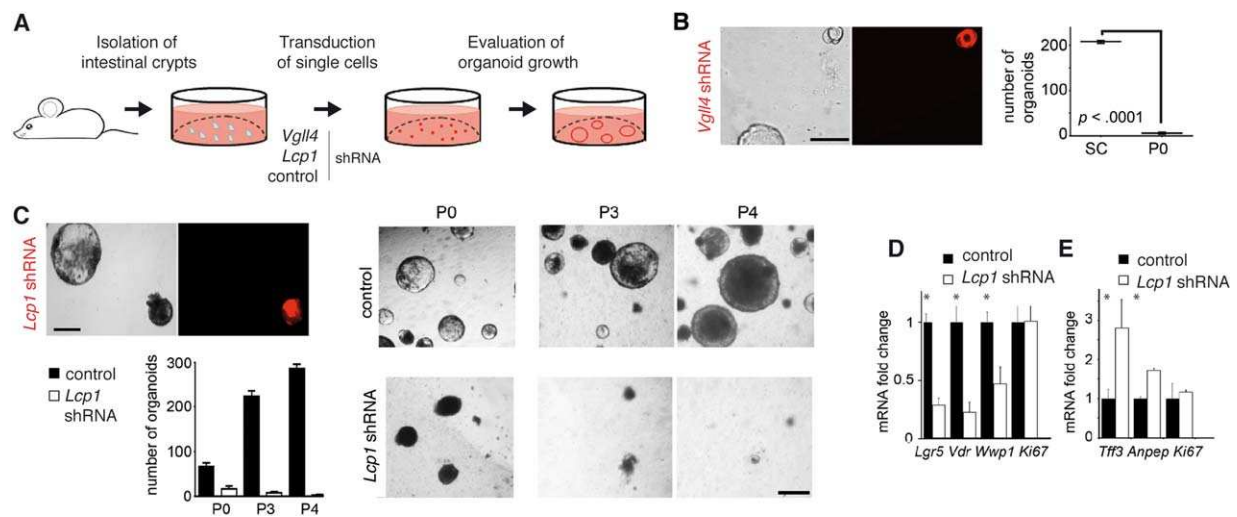 A
Isolation of
intestinal crypts
Transduction
of single cells
Evaluation of
organoid growth
Vgll4
Lcp1
control
shRNA
B
Vgll4 shRNA
number of
organoids
200
100
0
p < .0001
SC P0
C
Lcp1 shRNA
control
Lcp1
shRNA
number of organoids
300
200
100
0
P0 P3 P4
P0 P3 P4
control
Lcp1 shRNA
D
control
Lcp1 shRNA
mRNA fold change
1
0.5
0
* * *
Lgr5 Vdr Wwp1 Ki67
E
control
Lcp1 shRNA
mRNA fold change
3
2
1
0
* *
Tff3 Anpep Ki67